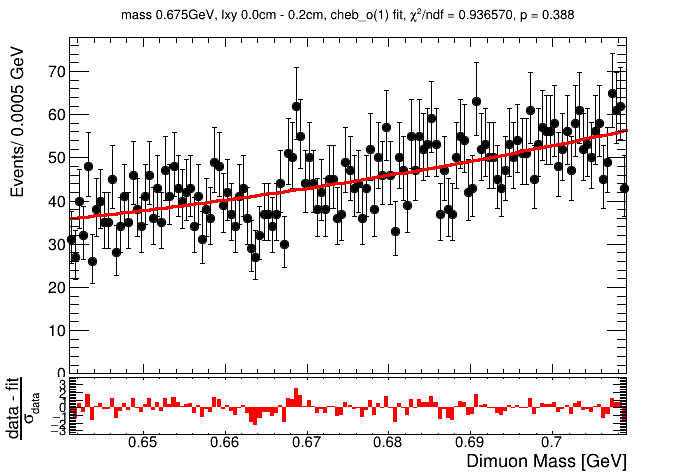 mass 0.675GeV, lxy 0.0cm - 0.2cm, cheb_o(1) fit, χ²/ndf = 0.936570, p = 0.388
Events/ 0.0005 GeV
70
60
50
40
30
20
10
0
data - fit
σdata
3
2
1
0
−1
−2
−3
0.65 0.66 0.67 0.68 0.69 0.7
Dimuon Mass [GeV]